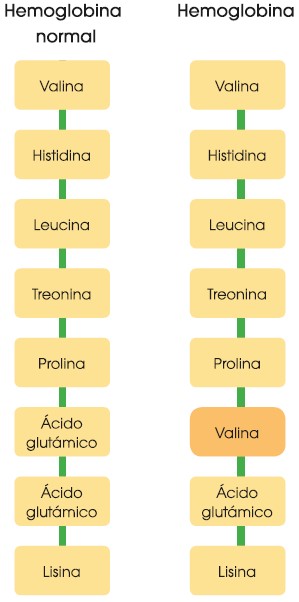 Hemoglobina
normal
Valina
Histidina
Leucina
Treonina
Prolina
Ácido
glutámico
Ácido
glutámico
Lisina
Hemoglobina
Valina
Histidina
Leucina
Treonina
Prolina
Valina
Ácido
glutámico
Lisina